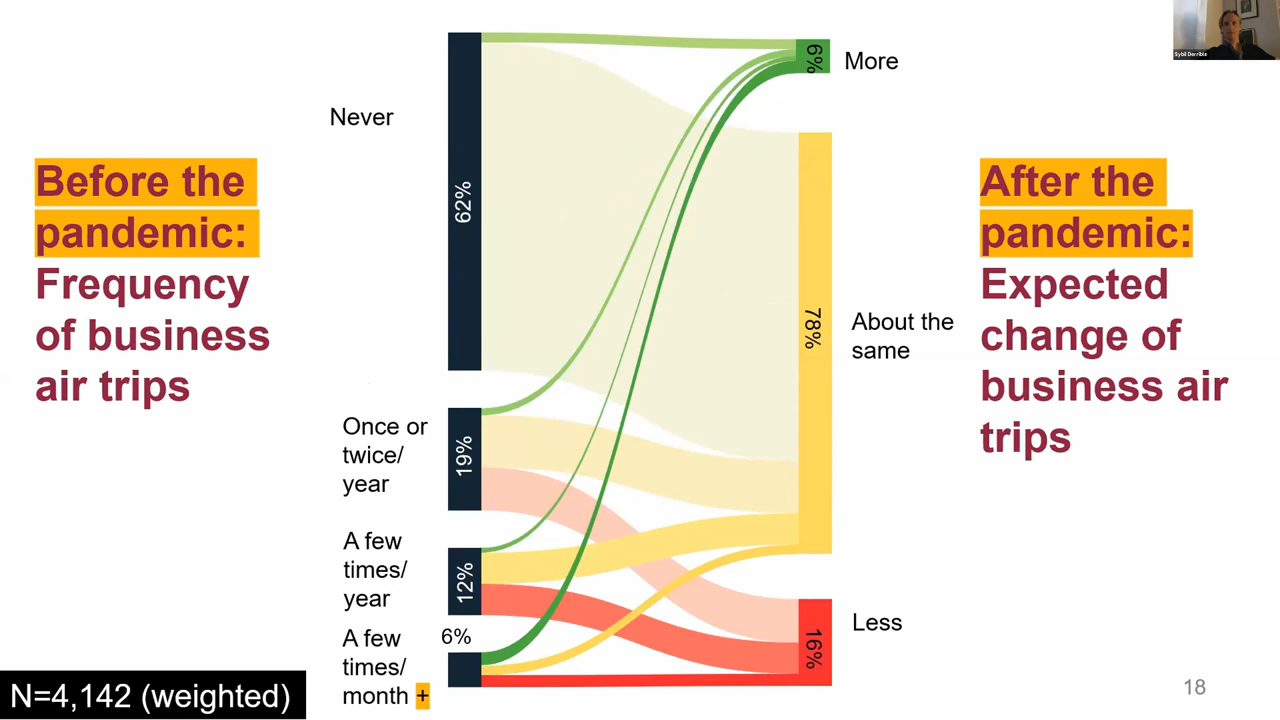 Before the
pandemic:
Frequency
of business
air trips
Never
62%
Once or
twice/
year
19%
A few
times/
year
12%
A few
times/
month +
6%
6%
More
78%
About the
same
16%
Less
After the
pandemic:
Expected
change of
business air
trips
N=4,142 (weighted)
18
Sybil Derrible